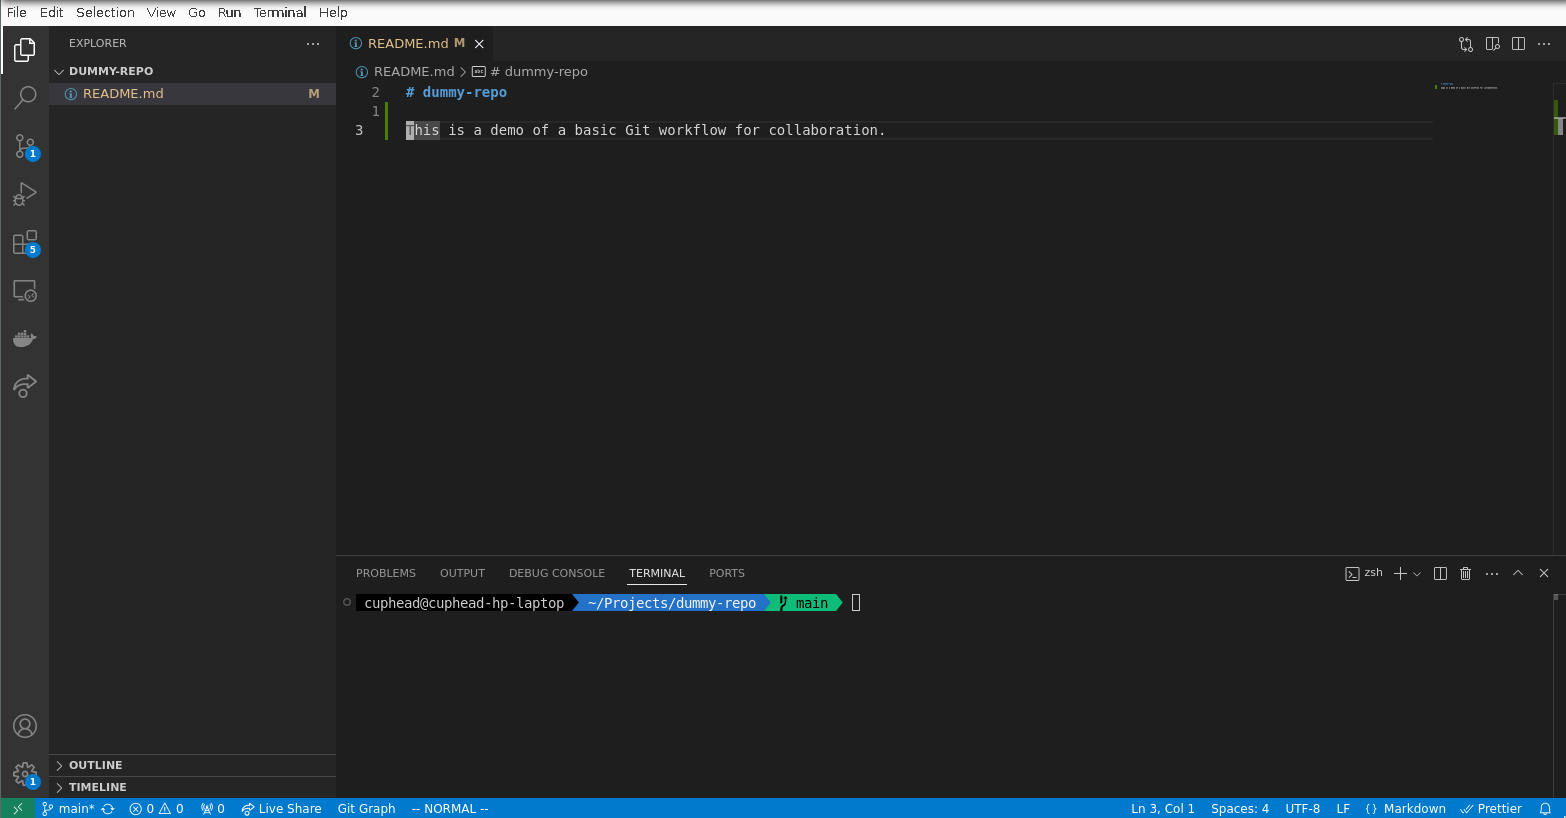 File Edit Selection View Go Run Terminal Help
EXPLORER ···
DUMMY-REPO
README.md M
README.md M
README.md > # dummy-repo
2 # dummy-repo
1
3 This is a demo of a basic Git workflow for collaboration.
1
5
PROBLEMS OUTPUT DEBUG CONSOLE TERMINAL PORTS
zsh
cuphead@cuphead-hp-laptop ~/Projects/dummy-repo main
OUTLINE
1
TIMELINE
main* 0 0 0 Live Share Git Graph -- NORMAL --
Ln 3, Col 1 Spaces: 4 UTF-8 LF {} Markdown Prettier